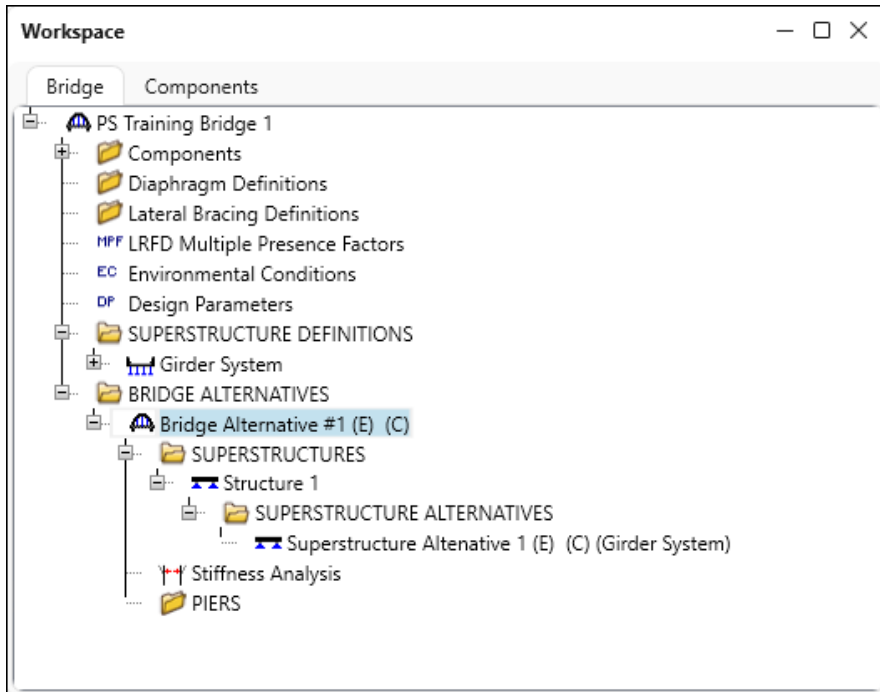 Workspace
Bridge Components
PS Training Bridge 1
Components
Diaphragm Definitions
Lateral Bracing Definitions
MPF LRFD Multiple Presence Factors
EC Environmental Conditions
DP Design Parameters
SUPERSTRUCTURE DEFINITIONS
Girder System
BRIDGE ALTERNATIVES
Bridge Alternative #1 (E) (C)
SUPERSTRUCTURES
Structure 1
SUPERSTRUCTURE ALTERNATIVES
Superstructure Altenative 1 (E) (C) (Girder System)
Stiffness Analysis
PIERS